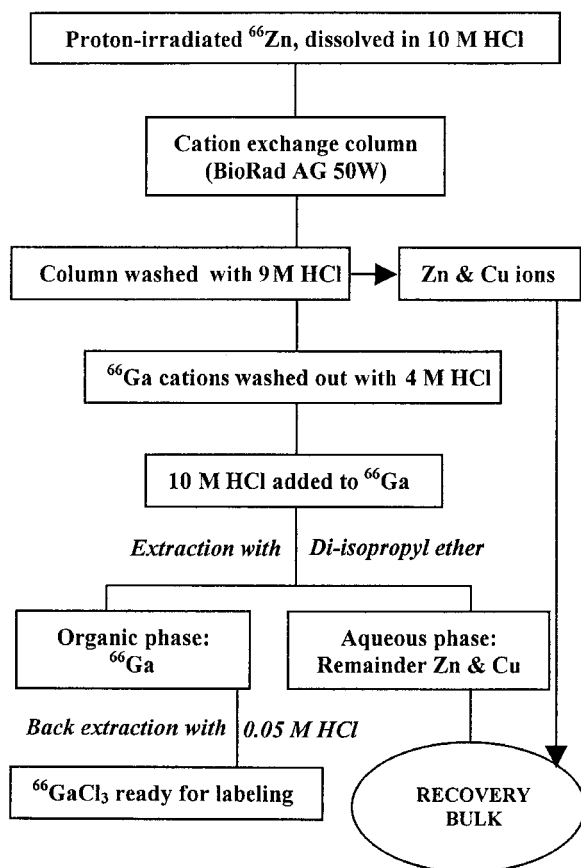 Proton-irradiated ⁶⁶Zn, dissolved in 10 M HCl
Cation exchange column
(BioRad AG 50W)
Column washed with 9M HCl
Zn & Cu ions
⁶⁶Ga cations washed out with 4 M HCl
10 M HCl added to ⁶⁶Ga
Extraction with Di-isopropyl ether
Organic phase:
⁶⁶Ga
Aqueous phase:
Remainder Zn & Cu
Back extraction with 0.05 M HCl
⁶⁶GaCl₃ ready for labeling
RECOVERY
BULK